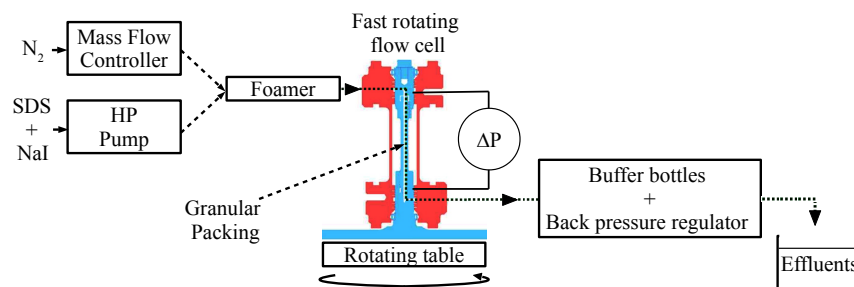 Fast rotating
flow cell
N₂
Mass Flow
Controller
Foamer
SDS
+
NaI
HP
Pump
ΔP
Granular
Packing
Buffer bottles
+
Back pressure regulator
Rotating table
Effluents